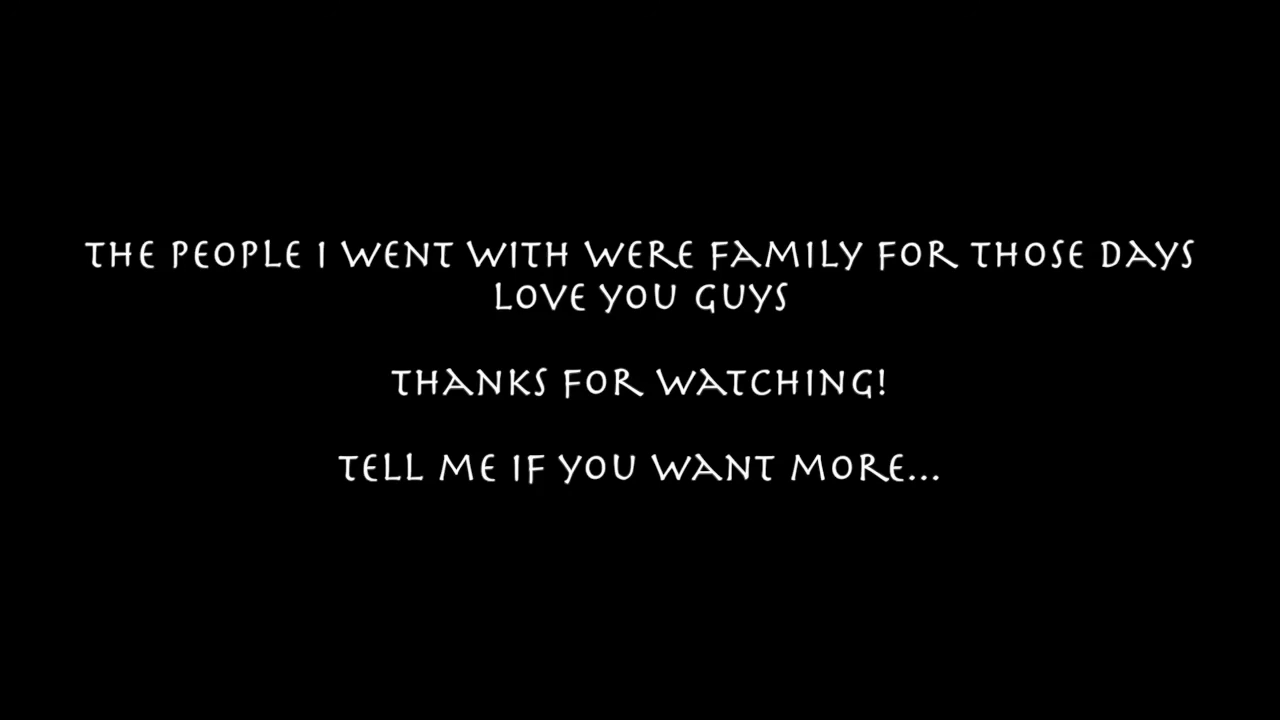 THE PEOPLE I WENT WITH WERE FAMILY FOR THOSE DAYS
LOVE YOU GUYS
THANKS FOR WATCHING!
TELL ME IF YOU WANT MORE...